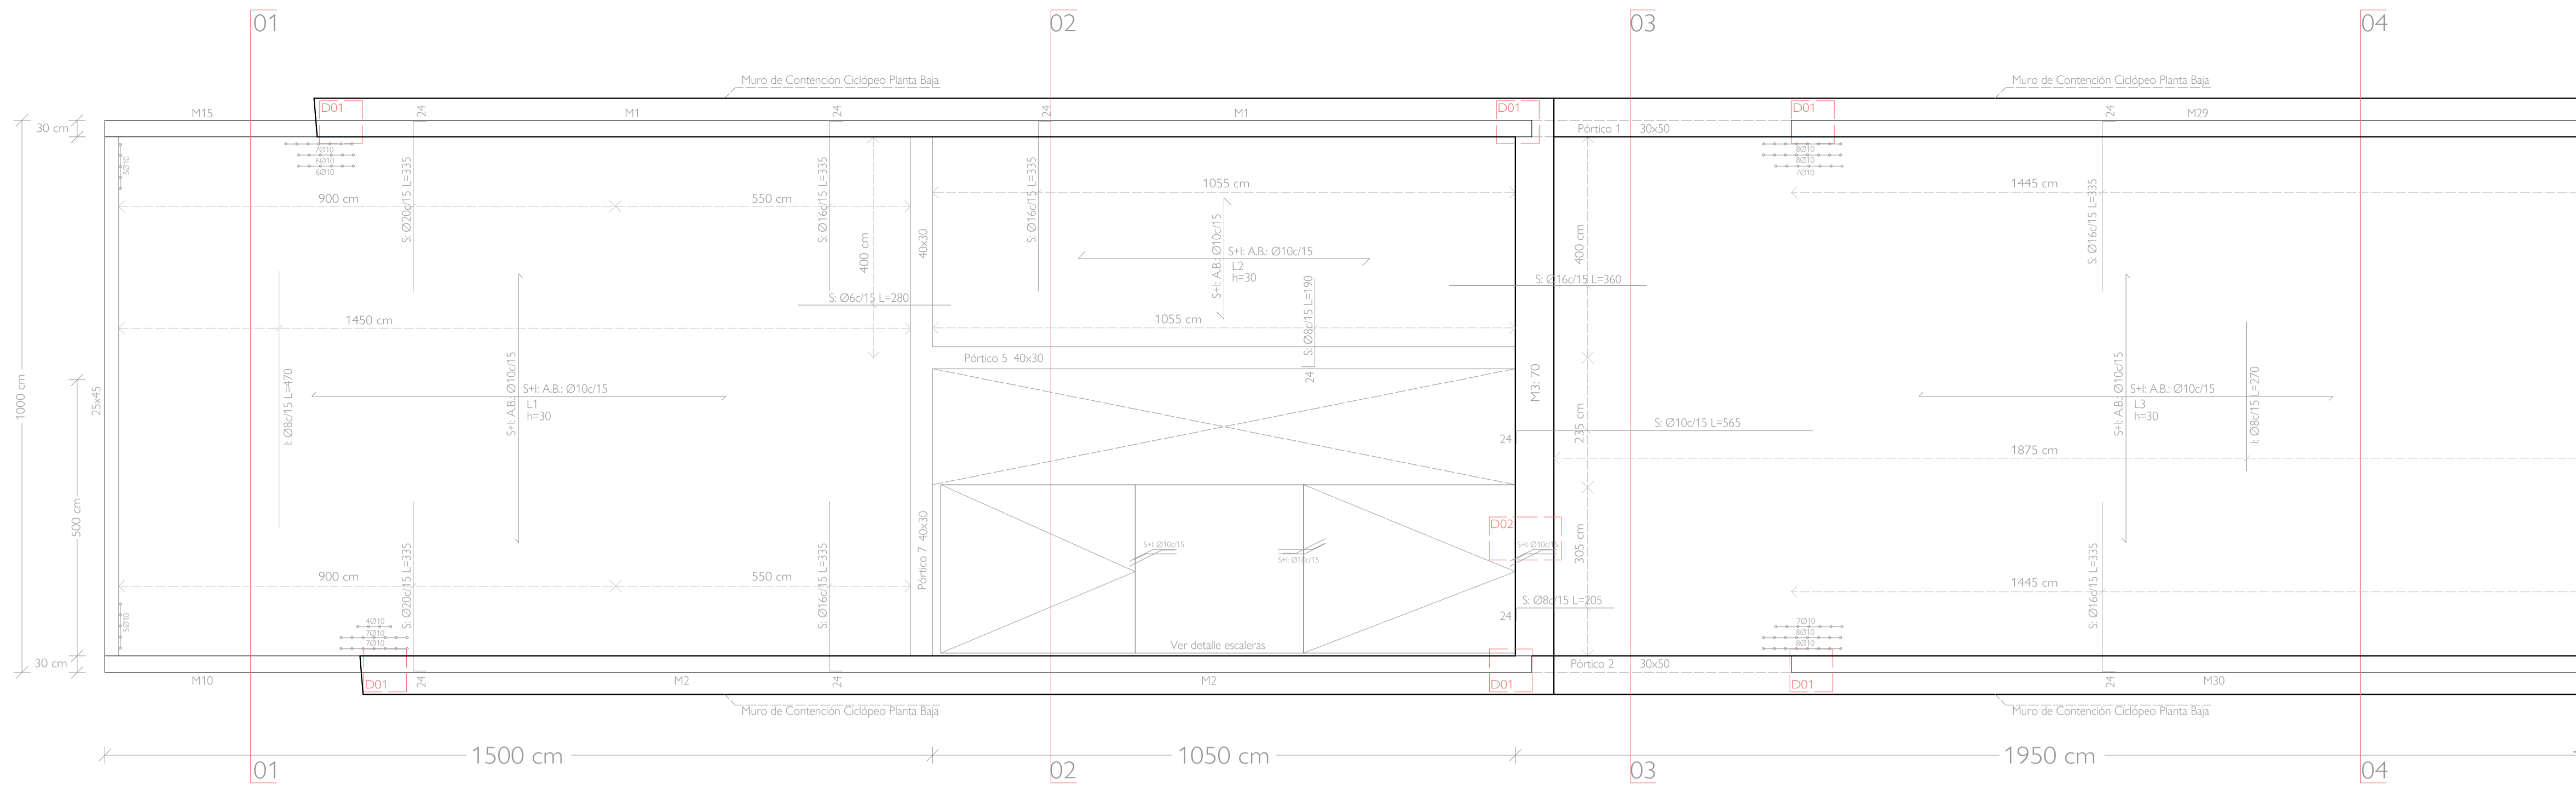 01
02
03
04
Muro de Contención Ciclópeo Planta Baja
Muro de Contención Ciclópeo Planta Baja
M15
D01
24
M1
24
24
M1
D01
D01
24
M29
30 cm
Pórtico 1 30x50
7Ø10
6Ø10
6Ø10
5Ø10
8Ø10
8Ø10
7Ø10
S: Ø20c/15 L=335
S: Ø16c/15 L=335
S: Ø16c/15 L=335
S: Ø16c/15 L=335
900 cm
550 cm
1055 cm
1445 cm
400 cm
40x30
S+I: A.B.: Ø10c/15
S+I: A.B.: Ø10c/15
L2
h=30
400 cm
S: Ø6c/15 L=280
S: Ø16c/15 L=360
S: Ø8c/15 L=190
1450 cm
1055 cm
Pórtico 5 40x30
24
M3: 70
1000 cm
25x45
I: Ø8c/15 L=470
S+I: A.B.: Ø10c/15
S+I: A.B.: Ø10c/15
L1
h=30
S+I: A.B.: Ø10c/15
S+I: A.B.: Ø10c/15
L3
h=30
I: Ø8c/15 L=270
24
235 cm
S: Ø10c/15 L=565
1875 cm
500 cm
Pórtico 7 40x30
D02
S+I: Ø10c/15
S+I: Ø10c/15
S+I: Ø10c/15
305 cm
900 cm
550 cm
1445 cm
S: Ø20c/15 L=335
S: Ø16c/15 L=335
S: Ø16c/15 L=335
24
S: Ø8c/15 L=205
5Ø10
4Ø10
7Ø10
7Ø10
7Ø10
8Ø10
8Ø10
Ver detalle escaleras
30 cm
Pórtico 2 30x50
M10
D01
24
M2
24
M2
D01
D01
24
M30
Muro de Contención Ciclópeo Planta Baja
Muro de Contención Ciclópeo Planta Baja
1500 cm
1050 cm
1950 cm
01
02
03
04